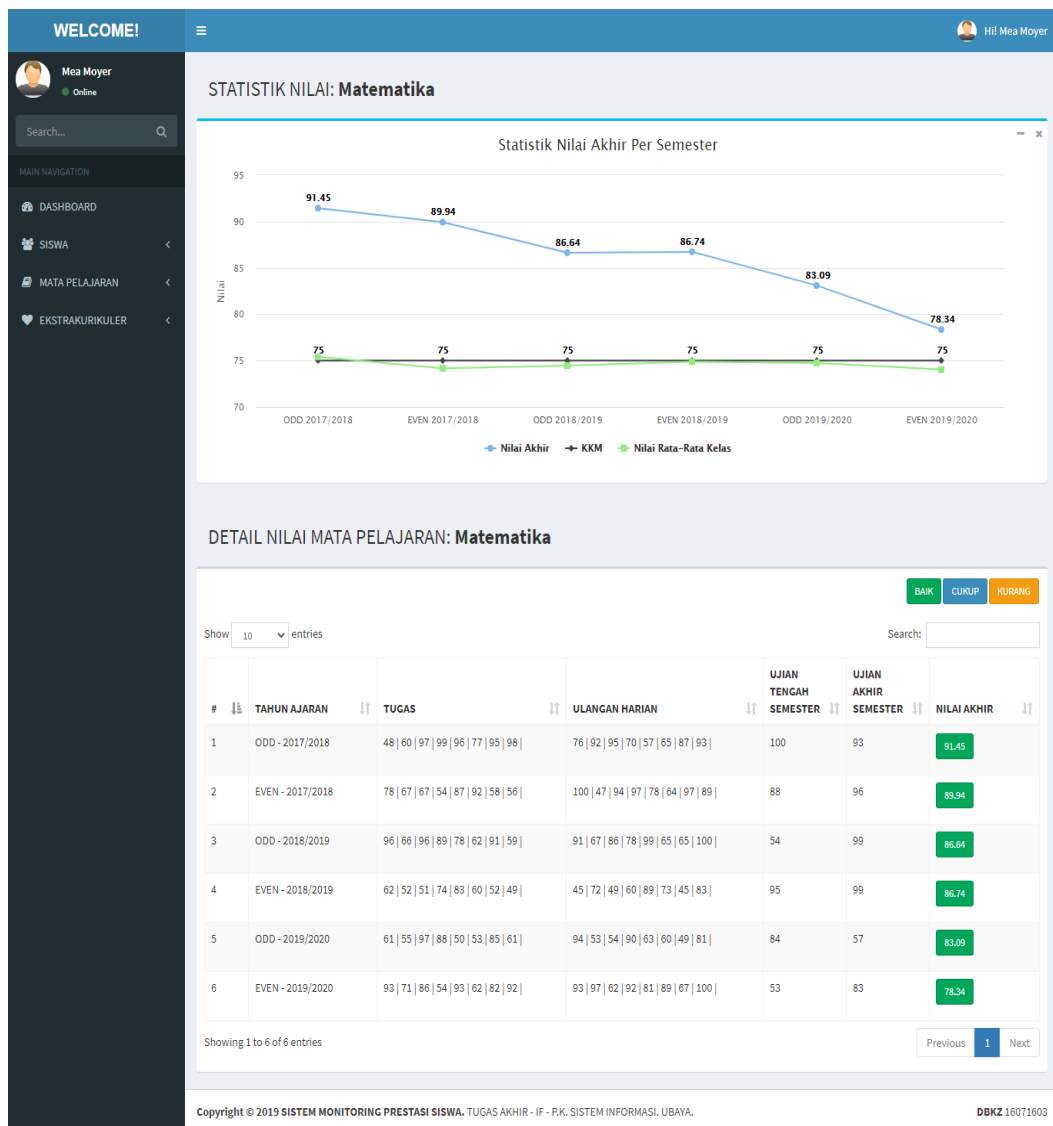 WELCOME!
Hi! Mea Moyer
Mea Moyer
Online
Search...
MAIN NAVIGATION
DASHBOARD
SISWA
MATA PELAJARAN
EKSTRAKURIKULER
STATISTIK NILAI: Matematika
Statistik Nilai Akhir Per Semester
Nilai
95
90
85
80
75
70
91.45
89.94
86.64
86.74
83.09
78.34
75
75
75
75
75
75
ODD 2017/2018
EVEN 2017/2018
ODD 2018/2019
EVEN 2018/2019
ODD 2019/2020
EVEN 2019/2020
Nilai Akhir KKM Nilai Rata-Rata Kelas
DETAIL NILAI MATA PELAJARAN: Matematika
BAIK CUKUP KURANG
Show 10 entries Search:
# TAHUN AJARAN TUGAS ULANGAN HARIAN UJIAN TENGAH SEMESTER UJIAN AKHIR SEMESTER NILAI AKHIR
1 ODD - 2017/2018 48 | 60 | 97 | 99 | 96 | 77 | 95 | 98 | 76 | 92 | 95 | 70 | 57 | 65 | 87 | 93 | 100 93 91.45
2 EVEN - 2017/2018 78 | 67 | 67 | 54 | 87 | 92 | 58 | 56 | 100 | 47 | 94 | 97 | 78 | 64 | 97 | 89 | 88 96 89.94
3 ODD - 2018/2019 96 | 66 | 96 | 89 | 78 | 62 | 91 | 59 | 91 | 67 | 86 | 78 | 99 | 65 | 65 | 100 | 54 99 86.64
4 EVEN - 2018/2019 62 | 52 | 51 | 74 | 83 | 60 | 52 | 49 | 45 | 72 | 49 | 60 | 89 | 73 | 45 | 83 | 95 99 86.74
5 ODD - 2019/2020 61 | 55 | 97 | 88 | 50 | 53 | 85 | 61 | 94 | 53 | 54 | 90 | 63 | 60 | 49 | 81 | 84 57 83.09
6 EVEN - 2019/2020 93 | 71 | 86 | 54 | 93 | 62 | 82 | 92 | 93 | 97 | 62 | 92 | 81 | 89 | 67 | 100 | 53 83 78.34
Showing 1 to 6 of 6 entries
Previous 1 Next
Copyright © 2019 SISTEM MONITORING PRESTASI SISWA. TUGAS AKHIR - IF - P.K. SISTEM INFORMASI. UBAYA.
DBKZ 16071603